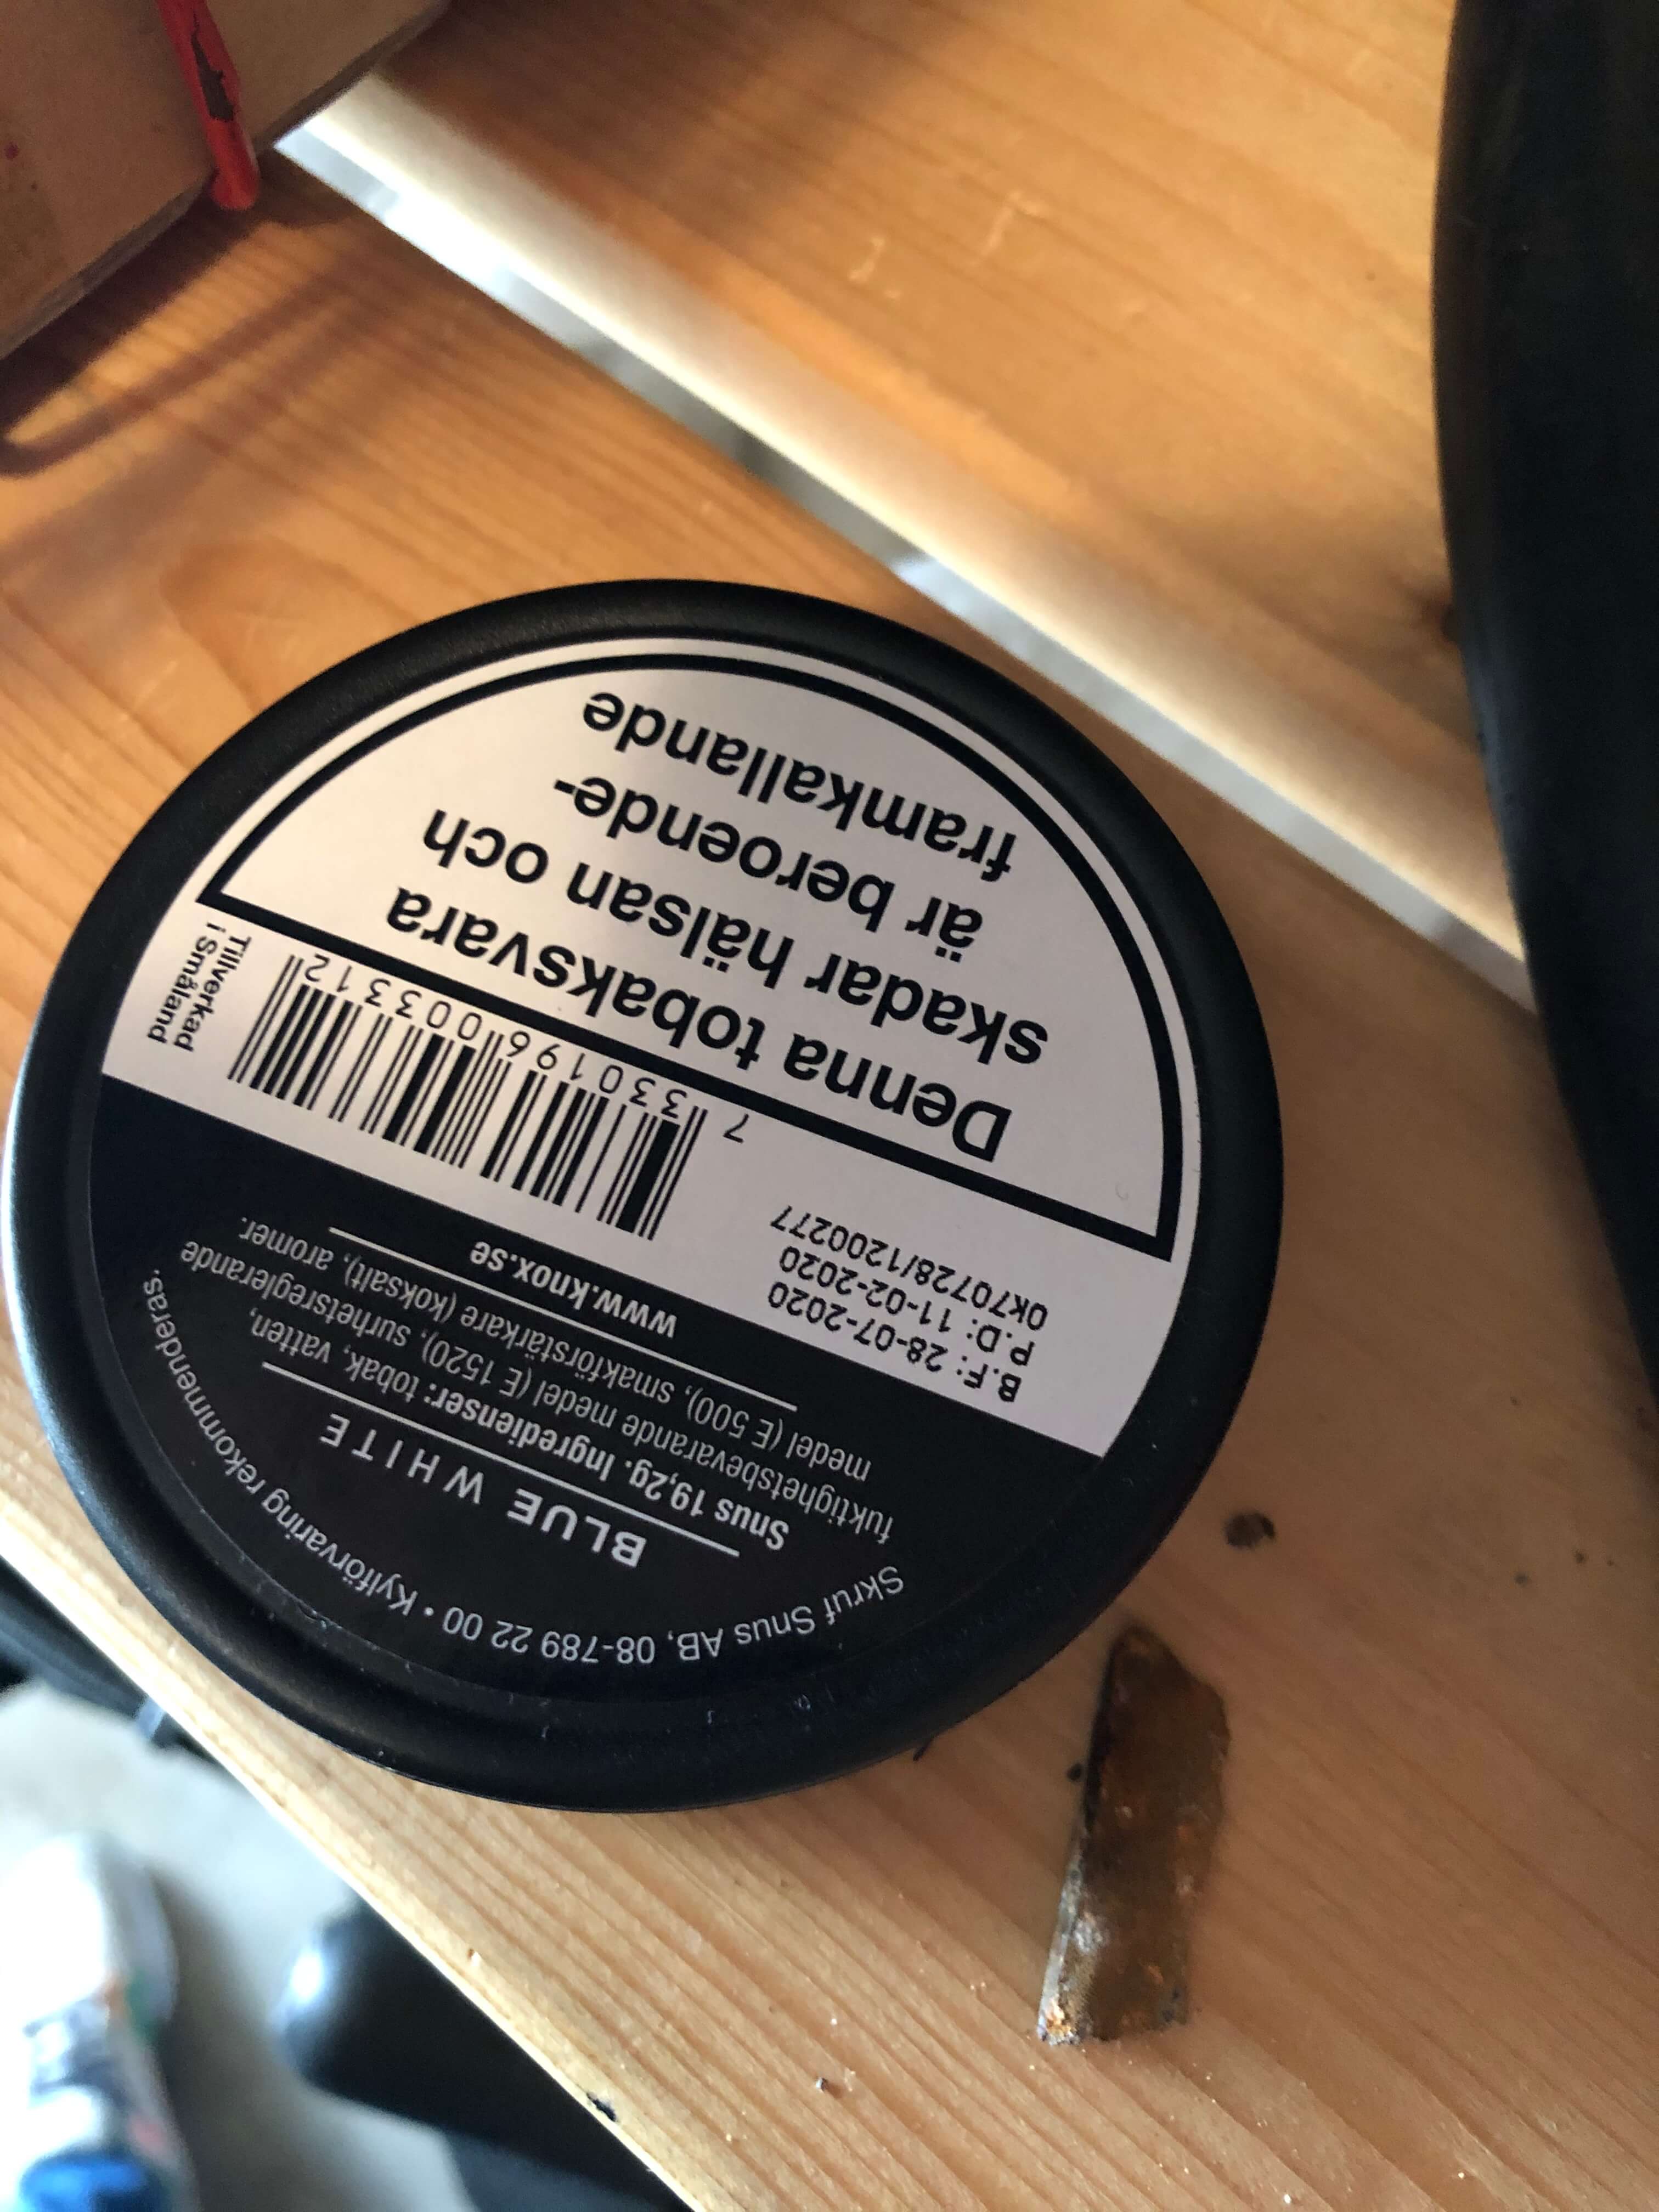 Skruf Snus AB, 08-789 22 00 • Kylförvaring rekommenderas.
BLUE WHITE
Snus 19,2g. Ingredienser: tobak, vatten,
fuktighetsbevarande medel (E 1520), surhetsreglerande
medel (E 500), smakförstärkare (koksalt), aromer.
www.knox.se
B.F: 28-07-2020
P.D: 11-02-2020
0K70728/1200277
7 330196 003312
Tillverkad
i Småland
Denna tobaksvara
skadar hälsan och
är beroende-
framkallande